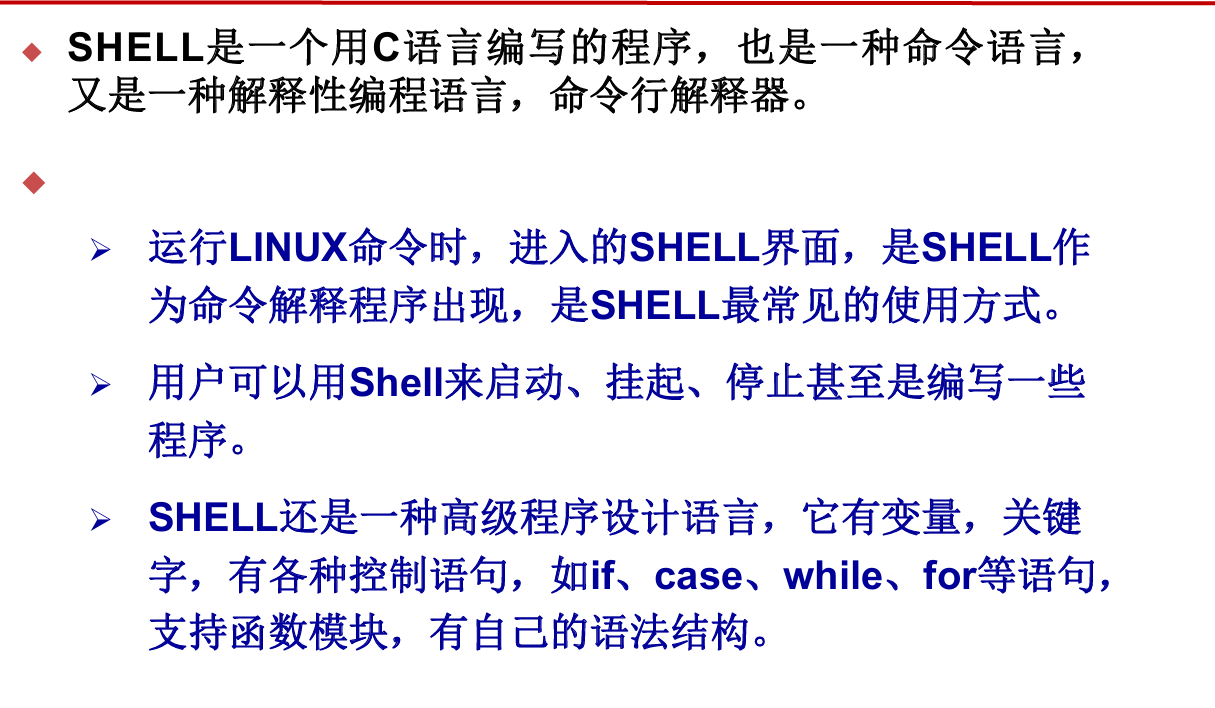 SHELL是一个用C语言编写的程序，也是一种命令语言，
又是一种解释性编程语言，命令行解释器。
运行LINUX命令时，进入的SHELL界面，是SHELL作
为命令解释程序出现，是SHELL最常见的使用方式。
用户可以用Shell来启动、挂起、停止甚至是编写一些
程序。
SHELL还是一种高级程序设计语言，它有变量，关键
字，有各种控制语句，如if、case、while、for等语句，
支持函数模块，有自己的语法结构。